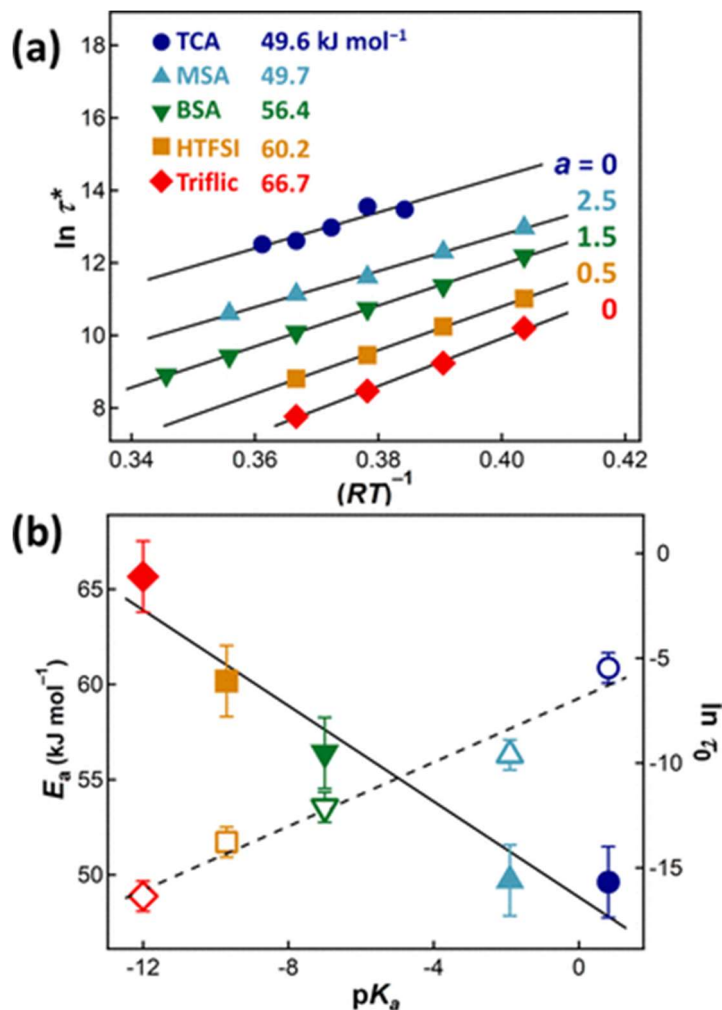 (a)
18
16
14
12
10
8
ln τ*
TCA 49.6 kJ mol⁻¹
MSA 49.7
BSA 56.4
HTFSI 60.2
Triflic 66.7
a = 0
2.5
1.5
0.5
0
0.34 0.36 0.38 0.40 0.42
(RT)⁻¹
(b)
65
60
55
50
Eₐ (kJ mol⁻¹)
0
-5
-10
-15
ln τ₀
-12 -8 -4 0
pKₐ